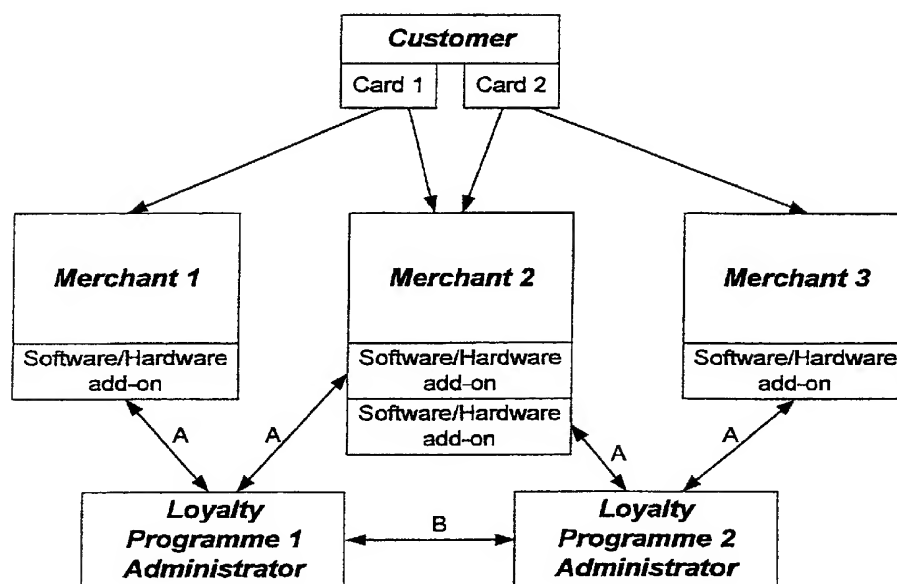 Customer
Card 1
Card 2
Merchant 1
Merchant 2
Merchant 3
Software/Hardware
add-on
Software/Hardware
add-on
Software/Hardware
add-on
Software/Hardware
add-on
A
A
A
A
Loyalty
Programme 1
Administrator
B
Loyalty
Programme 2
Administrator